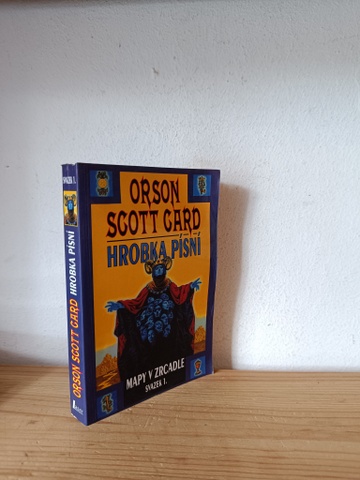 ORSON
SCOTT CARD
HROBKA PÍSNÍ
MAPY V ZRCADLE
SVAZEK 1.
SVAZEK 1.
ORSON SCOTT CARD HROBKA PÍSNÍ